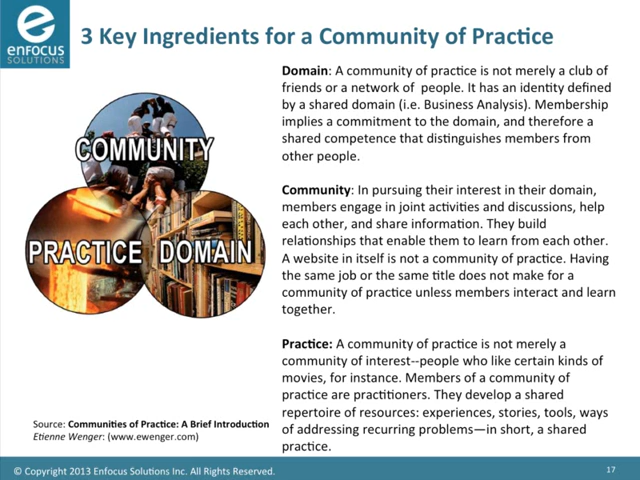 enfocus
SOLUTIONS
3 Key Ingredients for a Community of Practice
COMMUNITY
PRACTICE
DOMAIN
Domain: A community of practice is not merely a club of
friends or a network of  people. It has an identity defined
by a shared domain (i.e. Business Analysis). Membership
implies a commitment to the domain, and therefore a
shared competence that distinguishes members from
other people.
Community: In pursuing their interest in their domain,
members engage in joint activities and discussions, help
each other, and share information. They build
relationships that enable them to learn from each other.
A website in itself is not a community of practice. Having
the same job or the same title does not make for a
community of practice unless members interact and learn
together.
Practice: A community of practice is not merely a
community of interest--people who like certain kinds of
movies, for instance. Members of a community of
practice are practitioners. They develop a shared
repertoire of resources: experiences, stories, tools, ways
of addressing recurring problems—in short, a shared
practice.
Source: Communities of Practice: A Brief Introduction
Etienne Wenger: (www.ewenger.com)
© Copyright 2013 Enfocus Solutions Inc. All Rights Reserved.
17